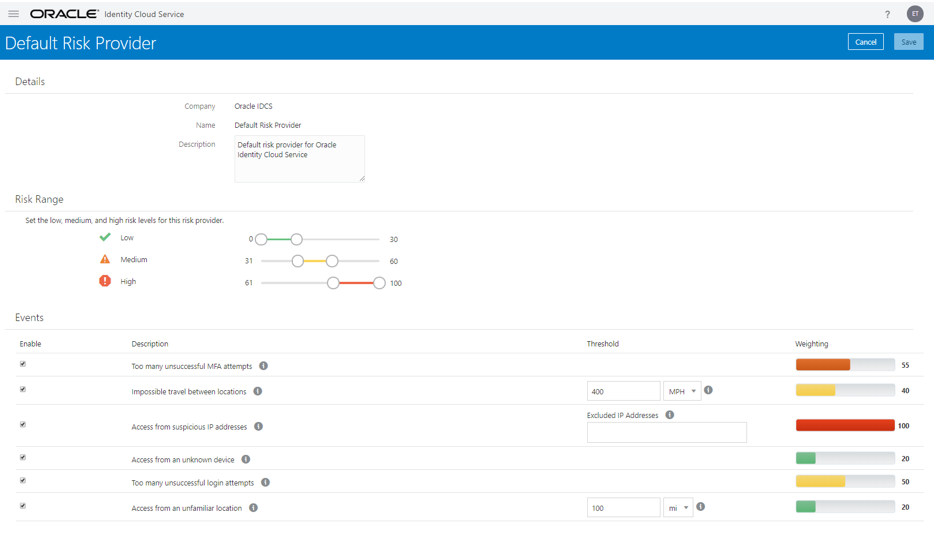 ORACLE® Identity Cloud Service ? ET
Default Risk Provider Cancel Save
Details
Company Oracle IDCS
Name Default Risk Provider
Description Default risk provider for Oracle
Identity Cloud Service
Risk Range
Set the low, medium, and high risk levels for this risk provider.
Low 0 30
Medium 31 60
High 61 100
Events
Enable Description Threshold Weighting
Too many unsuccessful MFA attempts 55
Impossible travel between locations 400 MPH 40
Excluded IP Addresses
Access from suspicious IP addresses 100
Access from an unknown device 20
Too many unsuccessful login attempts 50
Access from an unfamiliar location 100 mi 20